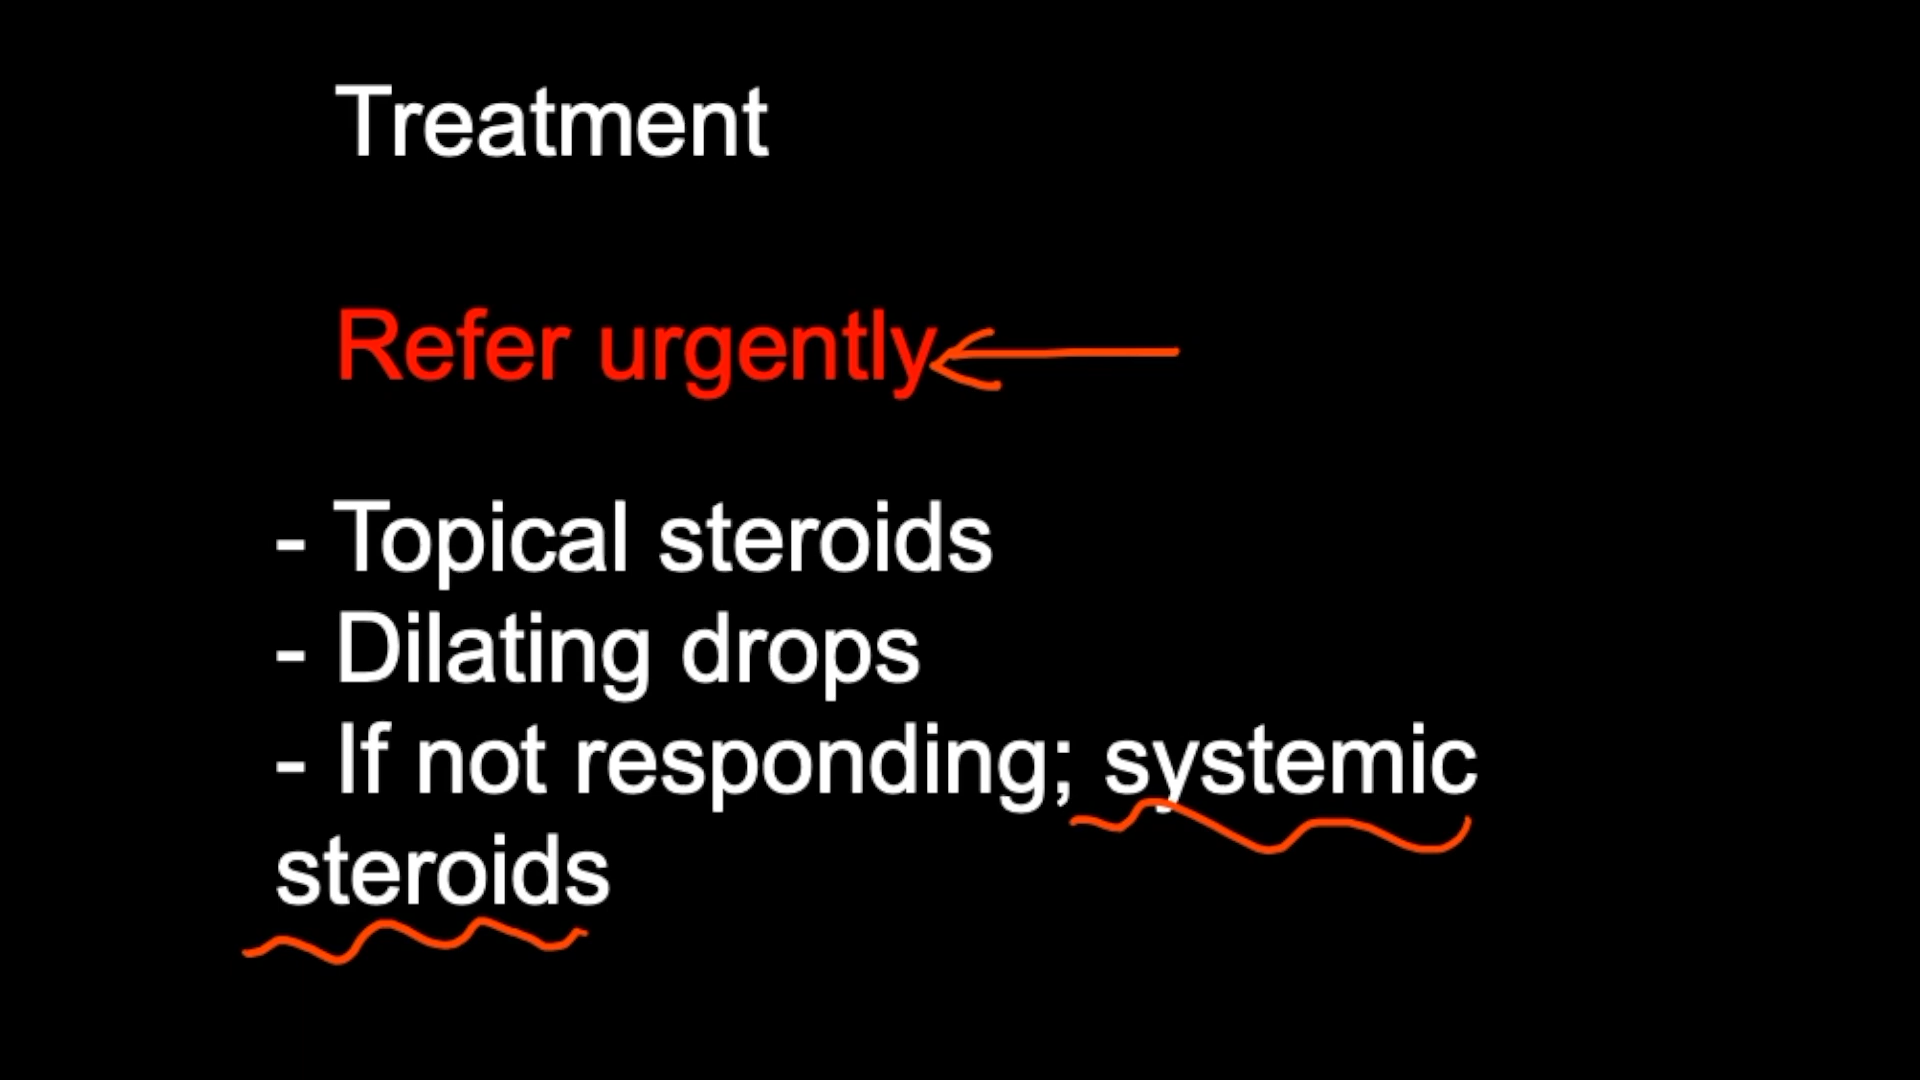 Treatment
Refer urgently
- Topical steroids
- Dilating drops
- If not responding; systemic
steroids